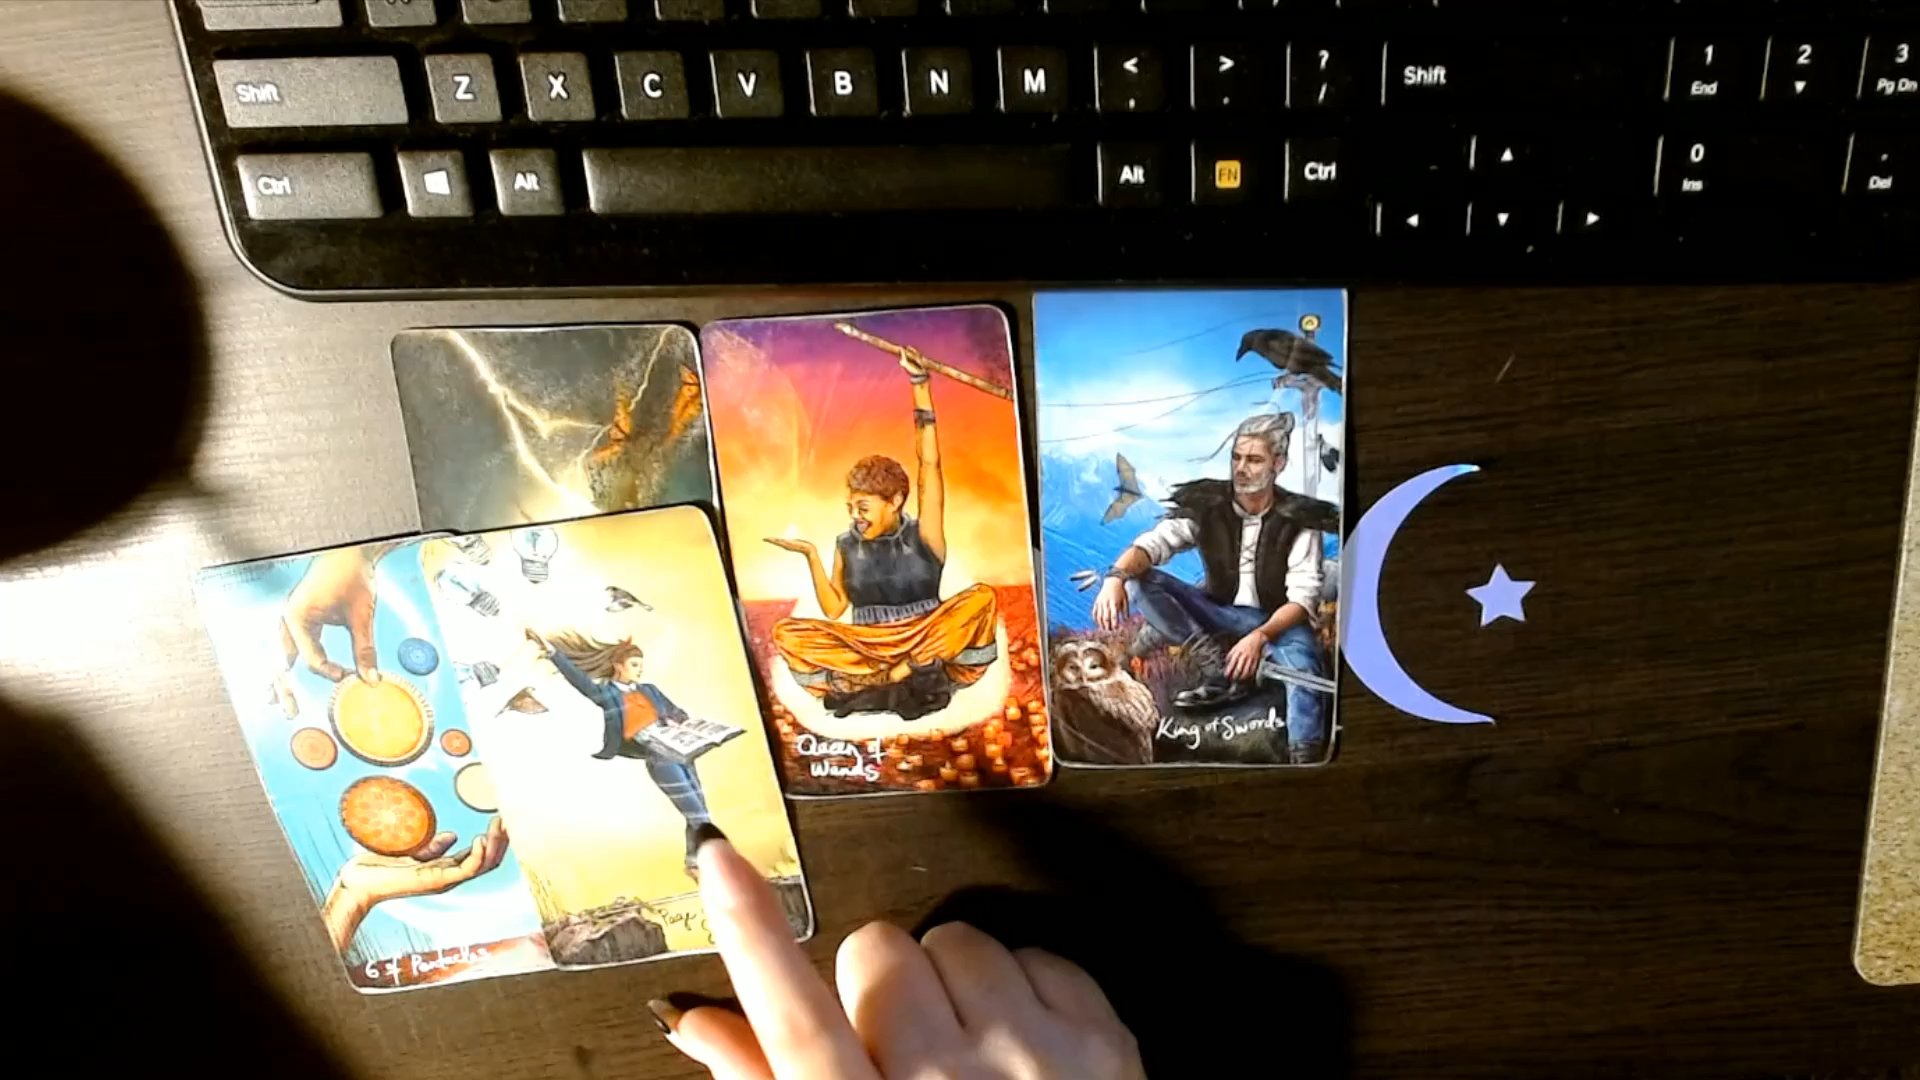 Shift Z X C V B N M < , > . ? / Shift 1 End 2 3 Pg Dn
Ctrl Alt Alt FN Ctrl 0 Ins . Del
Queen of
Wands
King of Swords
6 of Pentacles
Page